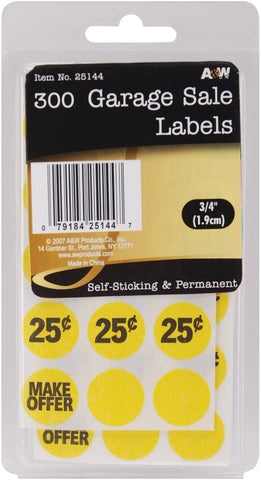 A&W
Item No. 25144
300 Garage Sale
Labels
0 79184 25144 7
3/4"
(1.9cm)
© 2007 A&W Products Co., Inc.
14 Gardner St., Port Jervis, NY 12771
www.awproducts.com
Made in China
Self-Sticking & Permanent
25¢ 25¢ 25¢
MAKE
OFFER
OFFER